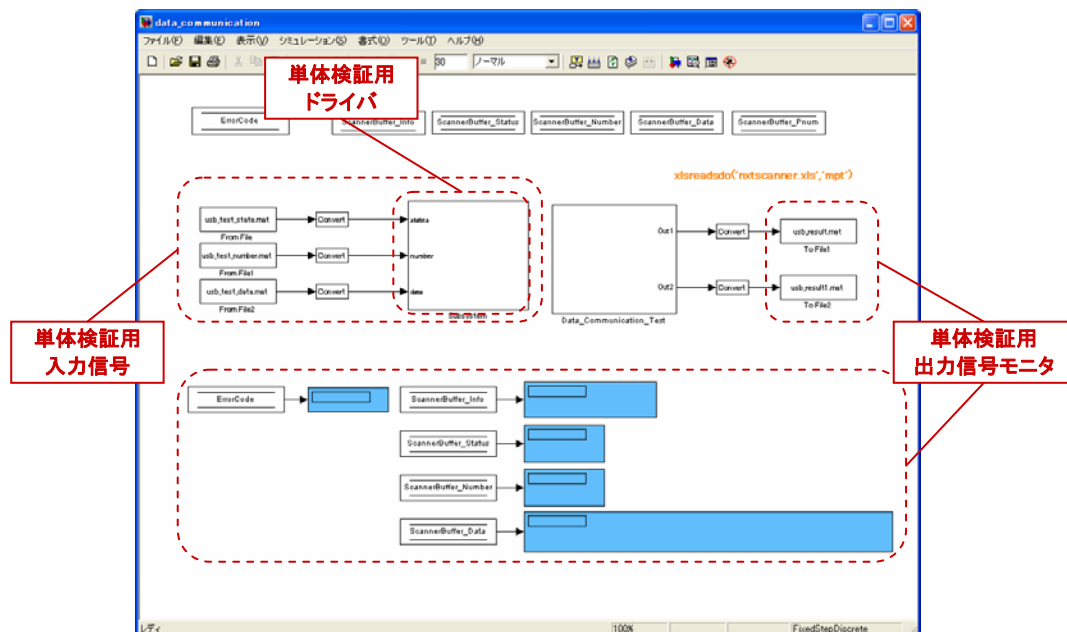 data_communication
ファイル(F) 編集(E) 表示(V) シミュレーション(S) 書式(O) ツール(T) ヘルプ(H)
= 30 ノーマル
単体検証用
ドライバ
ErrorCode
ScannerBuffer_Info
ScannerBuffer_Status
ScannerBuffer_Number
ScannerBuffer_Data
ScannerBuffer_Pnum
xlsreadsdo('nxtscanner.xls','mpt')
usb_test_state.mat
From File
Convert
usb_test_number.mat
From File1
Convert
number
usb_test_data.mat
From File2
Convert
data
Subsystem
Out1
Out2
Data_Communication_Test
Convert
usb_result.mat
To File1
Convert
usb_result1.mat
To File2
単体検証用
入力信号
単体検証用
出力信号モニタ
ErrorCode
ScannerBuffer_Info
ScannerBuffer_Status
ScannerBuffer_Number
ScannerBuffer_Data
レディ
100%
FixedStepDiscrete